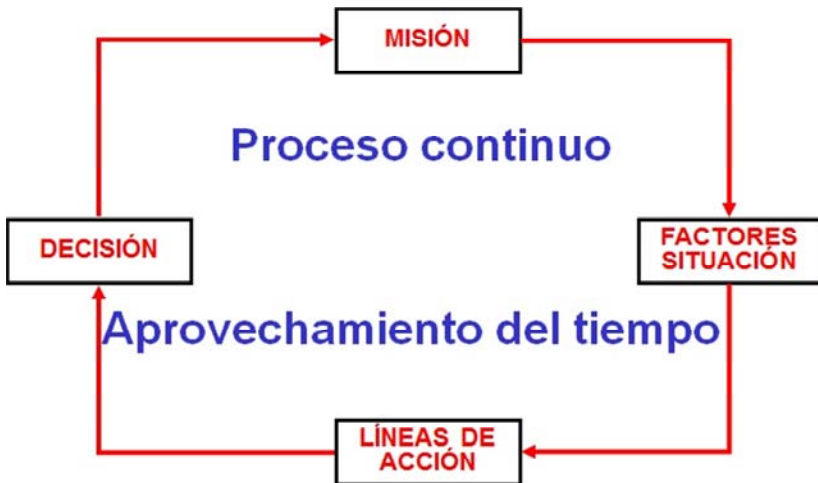 MISIÓN
Proceso continuo
DECISIÓN
FACTORES
SITUACIÓN
Aprovechamiento del tiempo
LÍNEAS DE
ACCIÓN